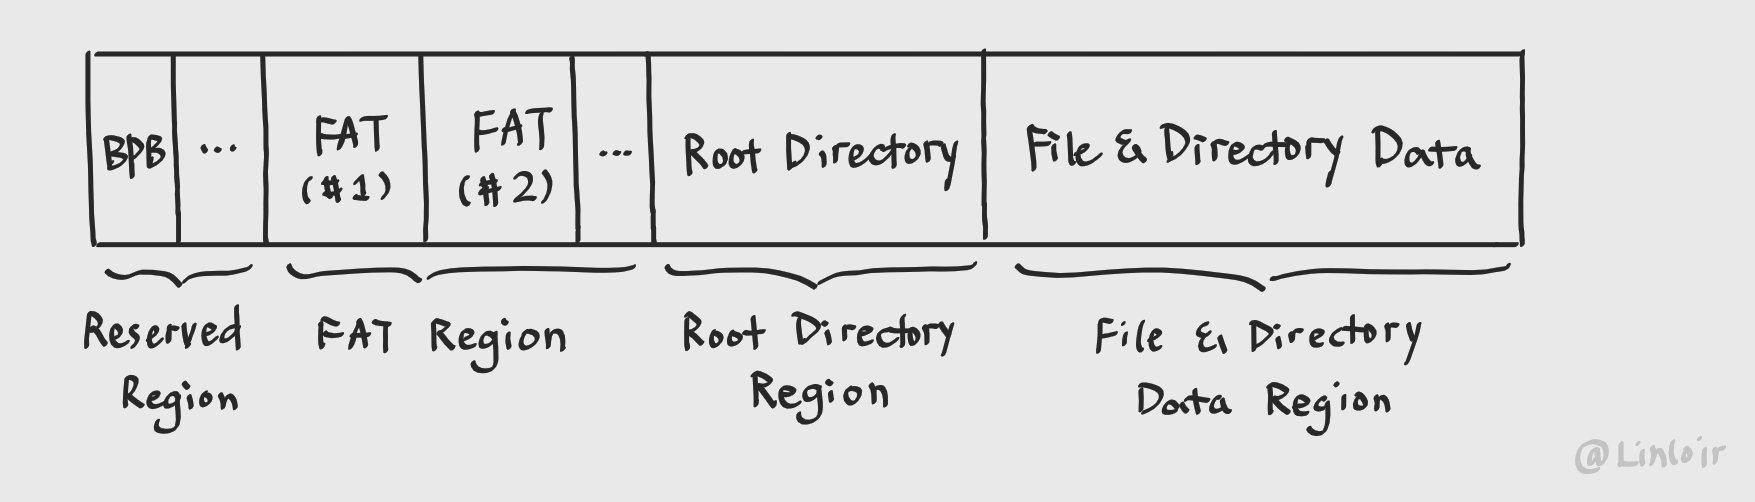 BPB
...
FAT
(#1)
FAT
(#2)
...
Root Directory
File & Directory Data
Reserved
Region
FAT Region
Root Directory
Region
File & Directory
Data Region
@Linloir